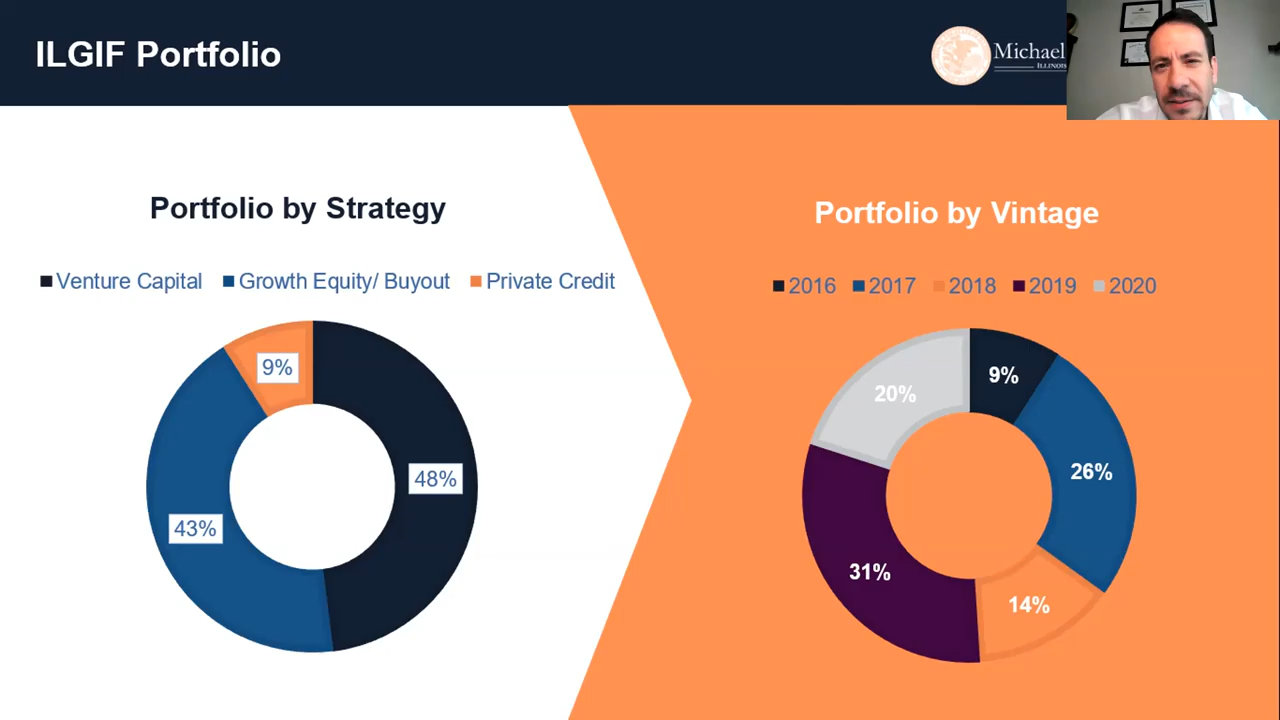 ILGIF Portfolio
Michael
ILLINOIS
Portfolio by Strategy
Venture Capital Growth Equity/ Buyout Private Credit
9%
48%
43%
Portfolio by Vintage
2016 2017 2018 2019 2020
20%
9%
26%
31%
14%